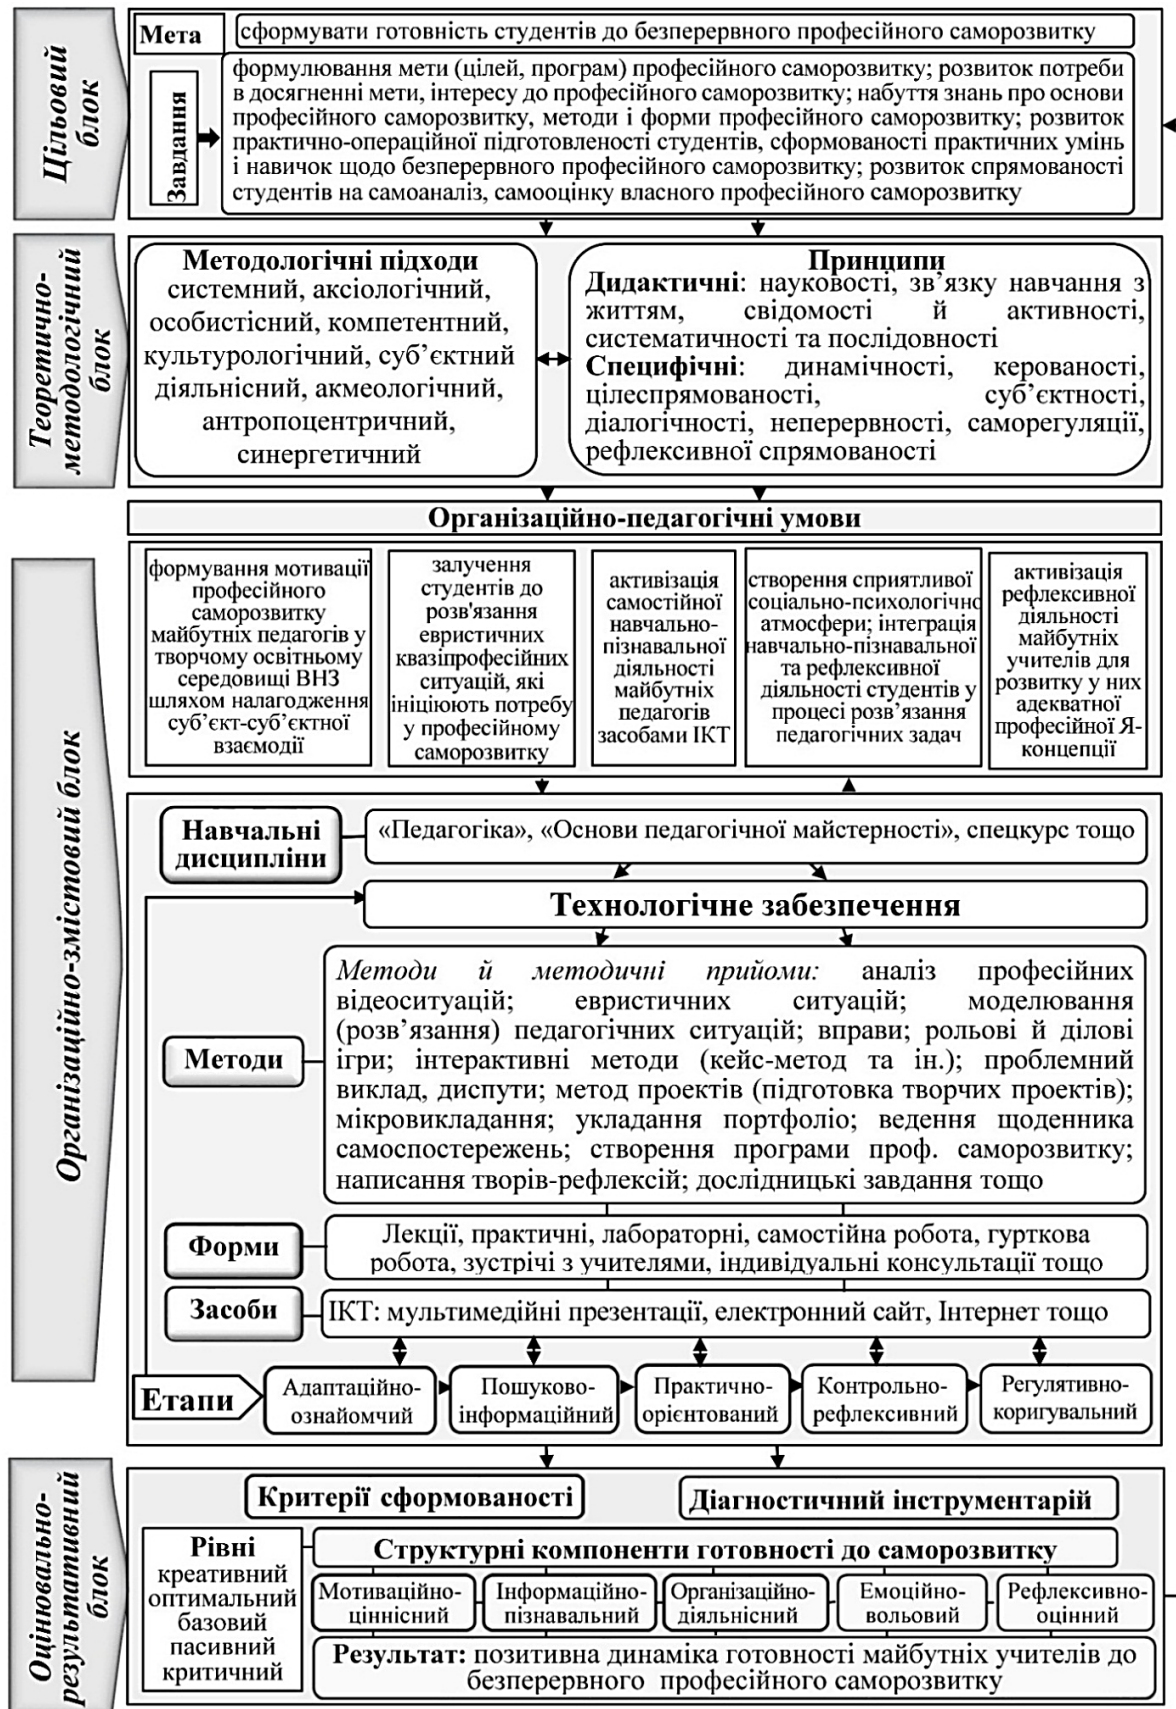 Цільовий
блок
Мета
сформувати готовність студентів до безперервного професійного саморозвитку
Завдання
формулювання мети (цілей, програм) професійного саморозвитку; розвиток потреби
в досягненні мети, інтересу до професійного саморозвитку; набуття знань про основи
професійного саморозвитку, методи і форми професійного саморозвитку; розвиток
практично-операційної підготовленості студентів, сформованості практичних умінь
і навичок щодо безперервного професійного саморозвитку; розвиток спрямованості
студентів на самоаналіз, самооцінку власного професійного саморозвитку
Теоретично-
методологічний
блок
Методологічні підходи
системний, аксіологічний,
особистісний, компетентний,
культурологічний, суб’єктний
діяльнісний, акмеологічний,
антропоцентричний,
синергетичний
Принципи
Дидактичні: науковості, зв’язку навчання з
життям, свідомості й активності,
систематичності та послідовності
Специфічні: динамічності, керованості,
цілеспрямованості, суб’єктності,
діалогічності, неперервності, саморегуляції,
рефлексивної спрямованості
Організаційно-змістовий блок
Організаційно-педагогічні умови
формування мотивації
професійного
саморозвитку
майбутніх педагогів у
творчому освітньому
середовищі ВНЗ
шляхом налагодження
суб’єкт-суб’єктної
взаємодії
залучення
студентів до
розв'язання
евристичних
квазіпрофесійних
ситуацій, які
ініціюють потребу
у професійному
саморозвитку
активізація
самостійної
навчально-
пізнавальної
діяльності
майбутніх
педагогів
засобами ІКТ
створення сприятливої
соціально-психологічно
атмосфери; інтеграція
навчально-пізнавальної
та рефлексивної
діяльності студентів у
процесі розв’язання
педагогічних задач
активізація
рефлексивної
діяльності
майбутніх
учителів для
розвитку у них
адекватної
професійної Я-
концепції
Навчальні
дисципліни
«Педагогіка», «Основи педагогічної майстерності», спецкурс тощо
Технологічне забезпечення
Методи
Методи й методичні прийоми: аналіз професійних
відеоситуацій; евристичних ситуацій; моделювання
(розв’язання) педагогічних ситуацій; вправи; рольові й ділові
ігри; інтерактивні методи (кейс-метод та ін.); проблемний
виклад, диспути; метод проектів (підготовка творчих проектів);
мікровикладання; укладання портфоліо; ведення щоденника
самоспостережень; створення програми проф. саморозвитку;
написання творів-рефлексій; дослідницькі завдання тощо
Форми
Лекції, практичні, лабораторні, самостійна робота, гурткова
робота, зустрічі з учителями, індивідуальні консультації тощо
Засоби
ІКТ: мультимедійні презентації, електронний сайт, Інтернет тощо
Етапи
Адаптаційно-
ознайомчий
Пошуково-
інформаційний
Практично-
орієнтований
Контрольно-
рефлексивний
Регулятивно-
коригувальний
Оцінювально-
результативний
блок
Критерії сформованості
Діагностичний інструментарій
Рівні
креативний
оптимальний
базовий
пасивний
критичний
Структурні компоненти готовності до саморозвитку
Мотиваційно-
ціннісний
Інформаційно-
пізнавальний
Організаційно-
діяльнісний
Емоційно-
вольовий
Рефлексивно-
оцінний
Результат: позитивна динаміка готовності майбутніх учителів до
безперервного професійного саморозвитку